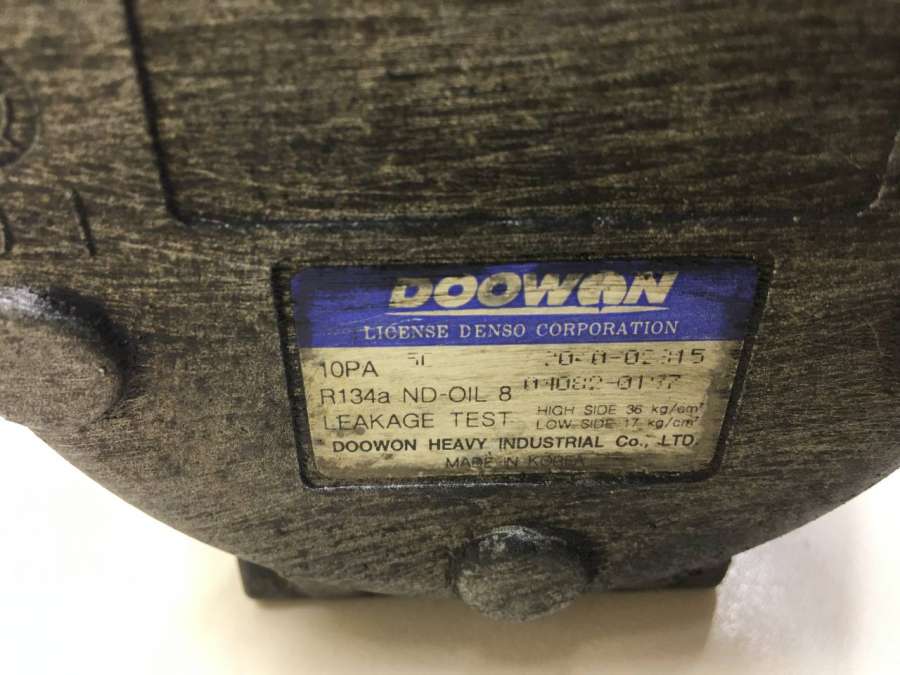 DOOWON
LICENSE DENSO CORPORATION
10PA
R134a ND-OIL 8
LEAKAGE TEST HIGH SIDE 36 kg/cm²
LOW SIDE 17 kg/cm²
DOOWON HEAVY INDUSTRIAL Co., LTD.
MADE IN KOREA